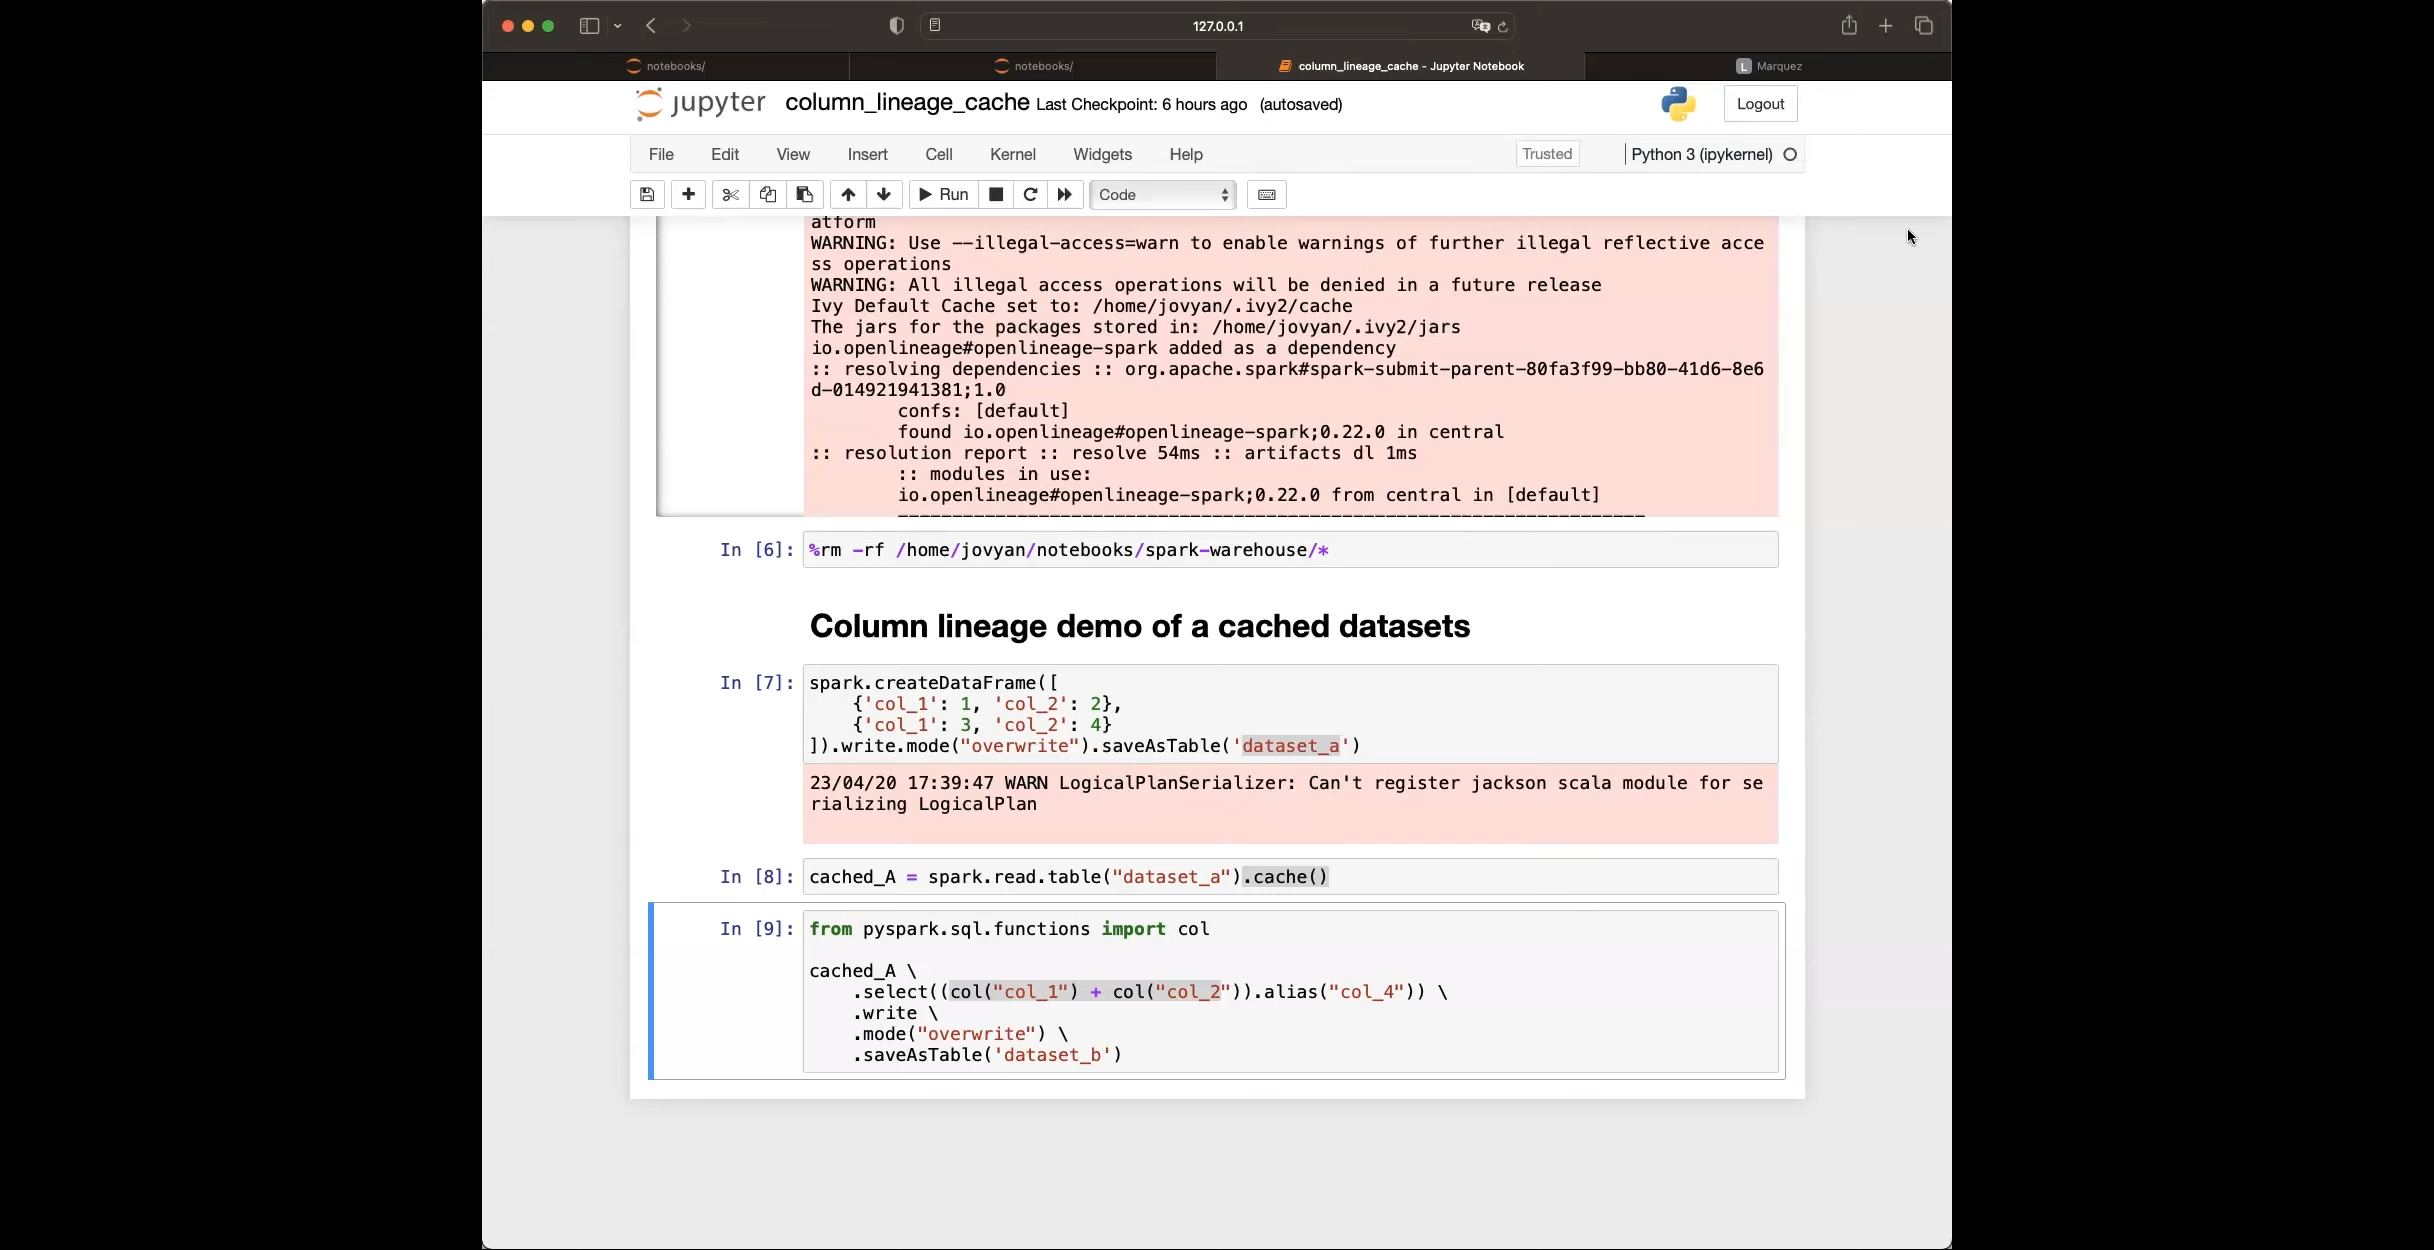 127.0.0.1
notebooks/
notebooks/
column_lineage_cache - Jupyter Notebook
L Marquez
jupyter column_lineage_cache Last Checkpoint: 6 hours ago (autosaved)
Logout
File Edit View Insert Cell Kernel Widgets Help
Trusted
Python 3 (ipykernel)
Run
Code
atform
WARNING: Use --illegal-access=warn to enable warnings of further illegal reflective acce
ss operations
WARNING: All illegal access operations will be denied in a future release
Ivy Default Cache set to: /home/jovyan/.ivy2/cache
The jars for the packages stored in: /home/jovyan/.ivy2/jars
io.openlineage#openlineage-spark added as a dependency
:: resolving dependencies :: org.apache.spark#spark-submit-parent-80fa3f99-bb80-41d6-8e6
d-014921941381;1.0
confs: [default]
found io.openlineage#openlineage-spark;0.22.0 in central
:: resolution report :: resolve 54ms :: artifacts dl 1ms
:: modules in use:
io.openlineage#openlineage-spark;0.22.0 from central in [default]
---------------------------------------------------------------------
In [6]: %rm -rf /home/jovyan/notebooks/spark-warehouse/*
Column lineage demo of a cached datasets
In [7]: spark.createDataFrame([
{'col_1': 1, 'col_2': 2},
{'col_1': 3, 'col_2': 4}
]).write.mode("overwrite").saveAsTable('dataset_a')
23/04/20 17:39:47 WARN LogicalPlanSerializer: Can't register jackson scala module for se
rializing LogicalPlan
In [8]: cached_A = spark.read.table("dataset_a").cache()
In [9]: from pyspark.sql.functions import col
cached_A \
.select((col("col_1") + col("col_2")).alias("col_4")) \
.write \
.mode("overwrite") \
.saveAsTable('dataset_b')